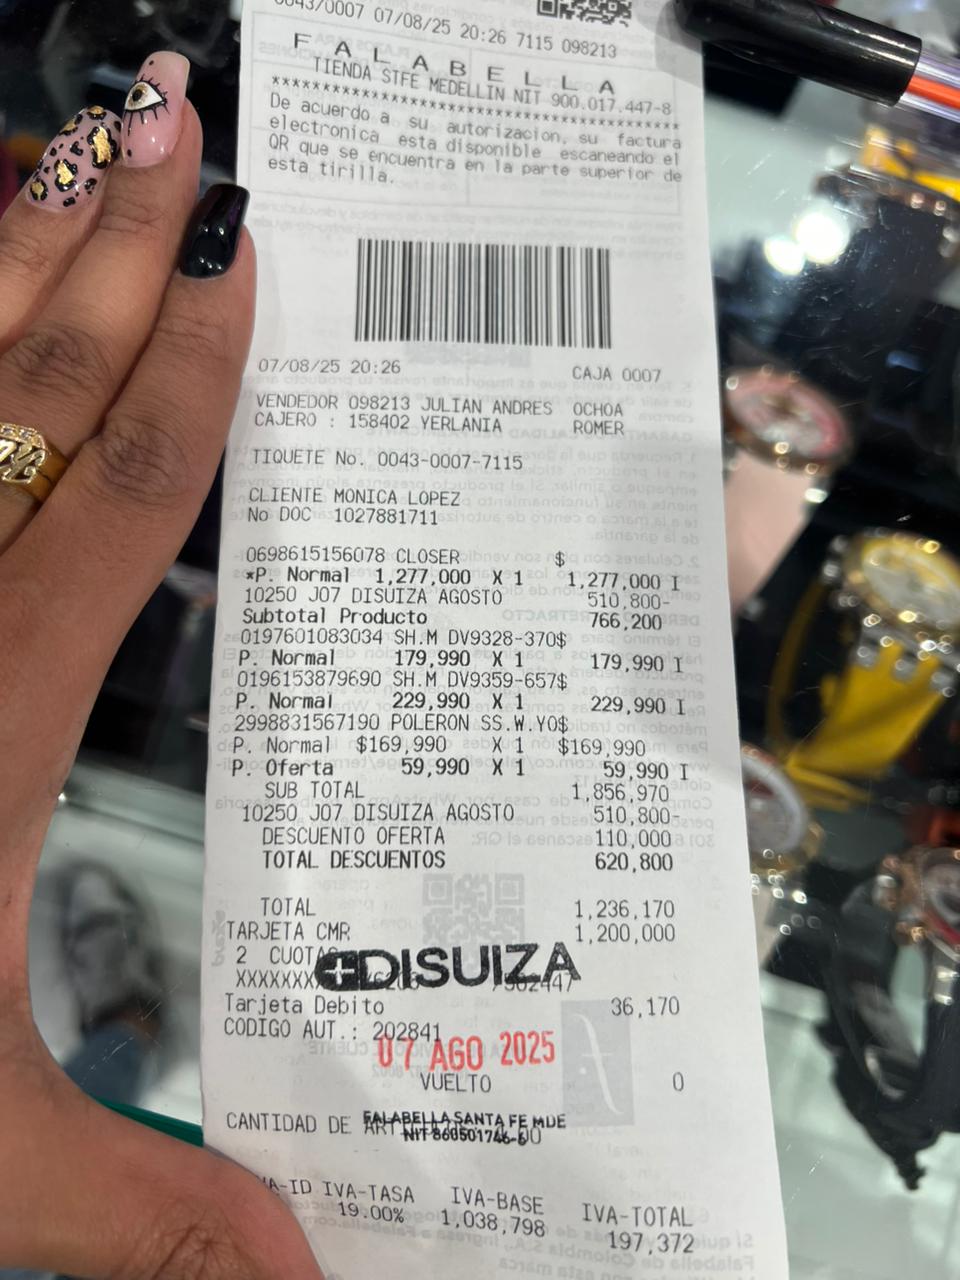 0043/0007 07/08/25 20:26 7115 098213
F A L A B E L L A
TIENDA STFE MEDELLIN NIT 900.017.447-8
De acuerdo a su autorizacion, su factura
electronica esta disponible escaneando el
QR que se encuentra en la parte superior de
esta tirilla.
07/08/25 20:26 CAJA 0007
VENDEDOR 098213 JULIAN ANDRES OCHOA
CAJERO : 158402 YERLANIA ROMER
TIQUETE No. 0043-0007-7115
CLIENTE MONICA LOPEZ
No DOC 1027881711
0698615156078 CLOSER $
*P. Normal 1,277,000 X 1 1,277,000 I
10250 J07 DISUIZA AGOSTO 510,800-
Subtotal Producto 766,200
0197601083034 SH.M DV9328-370$
P. Normal 179,990 X 1 179,990 I
0196153879690 SH.M DV9359-657$
P. Normal 229,990 X 1 229,990 I
2998831567190 POLERON SS.W.YO$
P. Normal $169,990 X 1 $169,990
P. Oferta 59,990 X 1 59,990 I
SUB TOTAL 1,856,970
10250 J07 DISUIZA AGOSTO 510,800-
DESCUENTO OFERTA 110,000
TOTAL DESCUENTOS 620,800
TOTAL 1,236,170
TARJETA CMR 1,200,000
2 CUOTA
DISUIZA
Tarjeta Debito 36,170
CODIGO AUT.: 202841
07 AGO 2025
VUELTO 0
CANTIDAD DE
FALABELLA SANTA FE MDE
NIT 860501746-6
IVA-TASA IVA-BASE IVA-TOTAL
19.00% 1,038,798 197,372